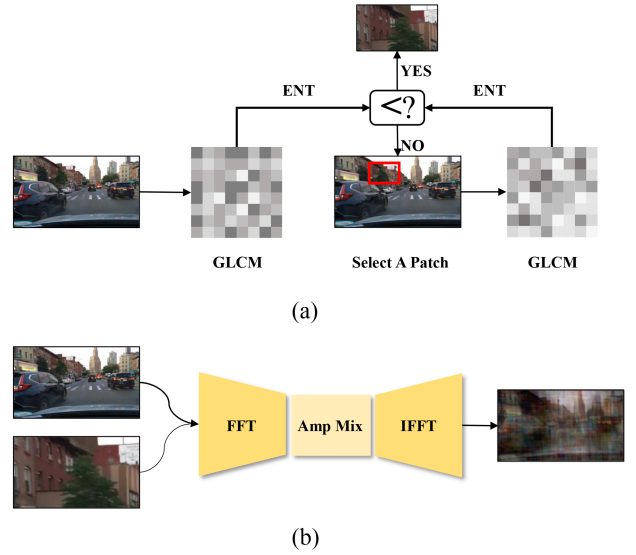 YES
ENT
<?
ENT
NO
GLCM
Select A Patch
GLCM
(a)
FFT
Amp Mix
IFFT
(b)